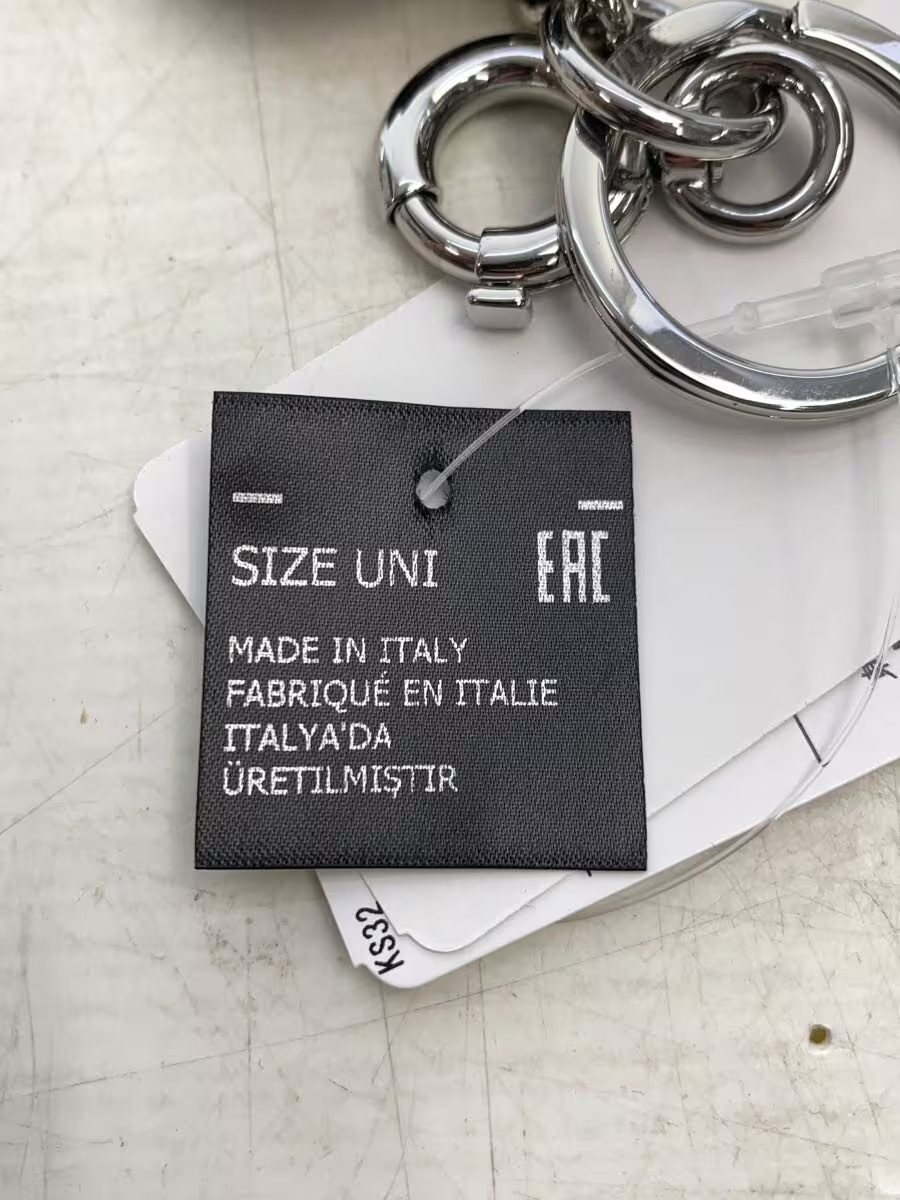 SIZE UNI
EAC
MADE IN ITALY
FABRIQUÉ EN ITALIE
ITALYA'DA
ÜRETILMIŞTIR
KS32